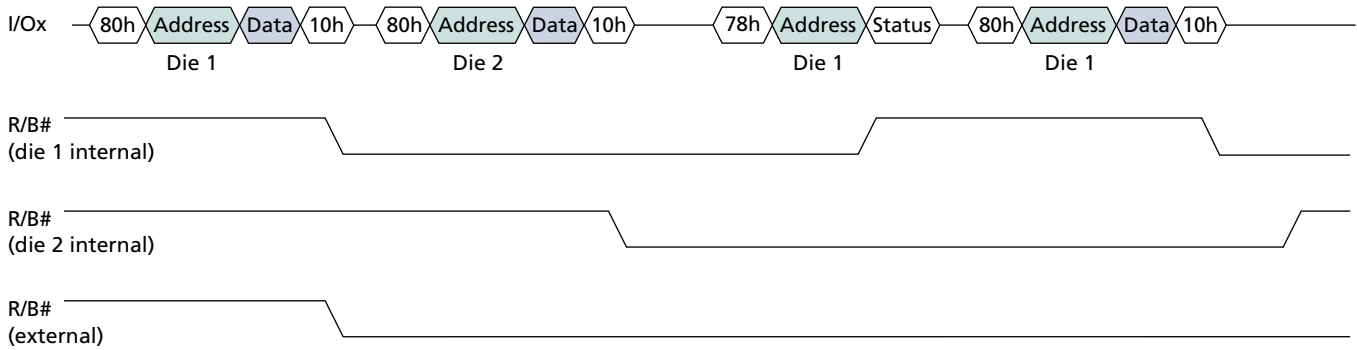 I/Ox 80h Address Data 10h 80h Address Data 10h 78h Address Status 80h Address Data 10h
Die 1 Die 2 Die 1 Die 1
R/B#
(die 1 internal)
R/B#
(die 2 internal)
R/B#
(external)